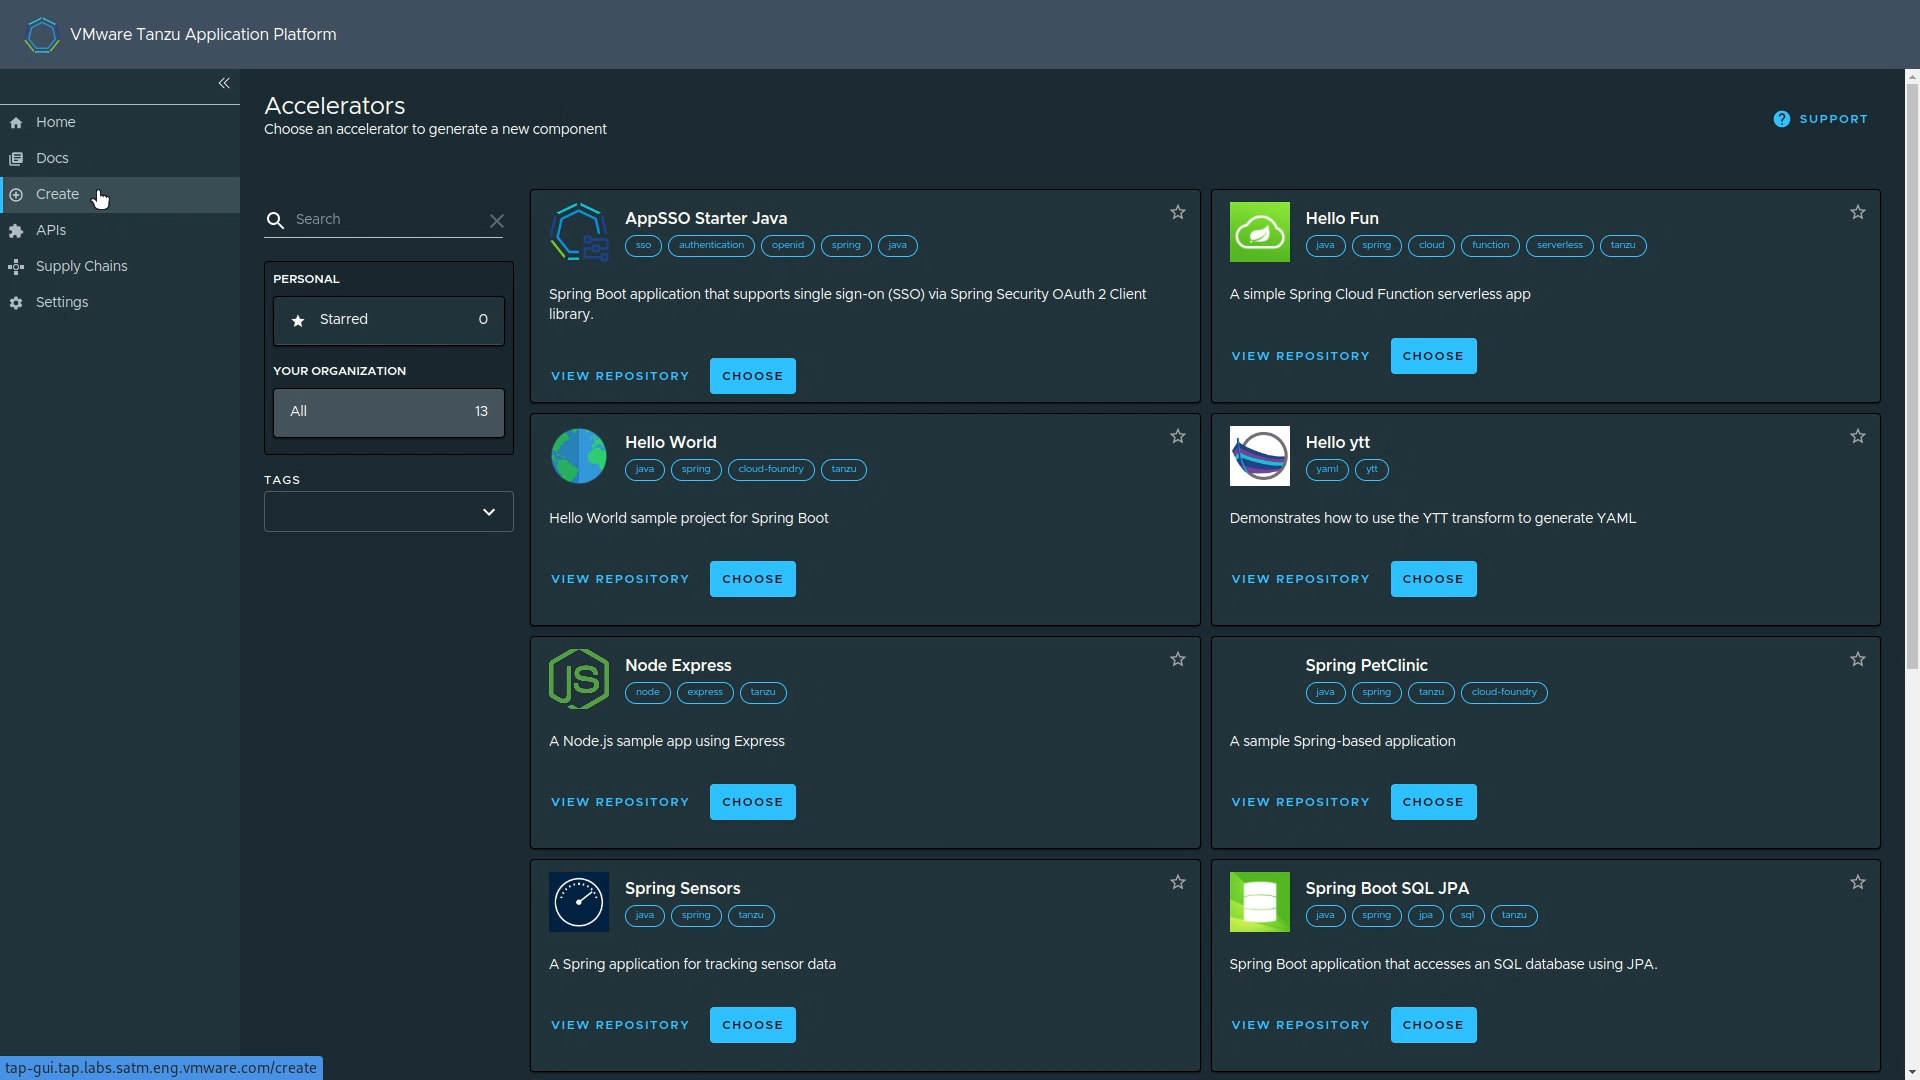 VMware Tanzu Application Platform
Home
Docs
Create
APIs
Supply Chains
Settings
Accelerators
Choose an accelerator to generate a new component
SUPPORT
Search
PERSONAL
Starred 0
YOUR ORGANIZATION
All 13
TAGS
AppSSO Starter Java
sso authentication openid spring java
Spring Boot application that supports single sign-on (SSO) via Spring Security OAuth 2 Client
library.
VIEW REPOSITORY CHOOSE
Hello Fun
java spring cloud function serverless tanzu
A simple Spring Cloud Function serverless app
VIEW REPOSITORY CHOOSE
Hello World
java spring cloud-foundry tanzu
Hello World sample project for Spring Boot
VIEW REPOSITORY CHOOSE
Hello ytt
yaml ytt
Demonstrates how to use the YTT transform to generate YAML
VIEW REPOSITORY CHOOSE
JS
Node Express
node express tanzu
A Node.js sample app using Express
VIEW REPOSITORY CHOOSE
Spring PetClinic
java spring tanzu cloud-foundry
A sample Spring-based application
VIEW REPOSITORY CHOOSE
Spring Sensors
java spring tanzu
A Spring application for tracking sensor data
VIEW REPOSITORY CHOOSE
Spring Boot SQL JPA
java spring jpa sql tanzu
Spring Boot application that accesses an SQL database using JPA.
VIEW REPOSITORY CHOOSE
tap-gui.tap.labs.satm.eng.vmware.com/create